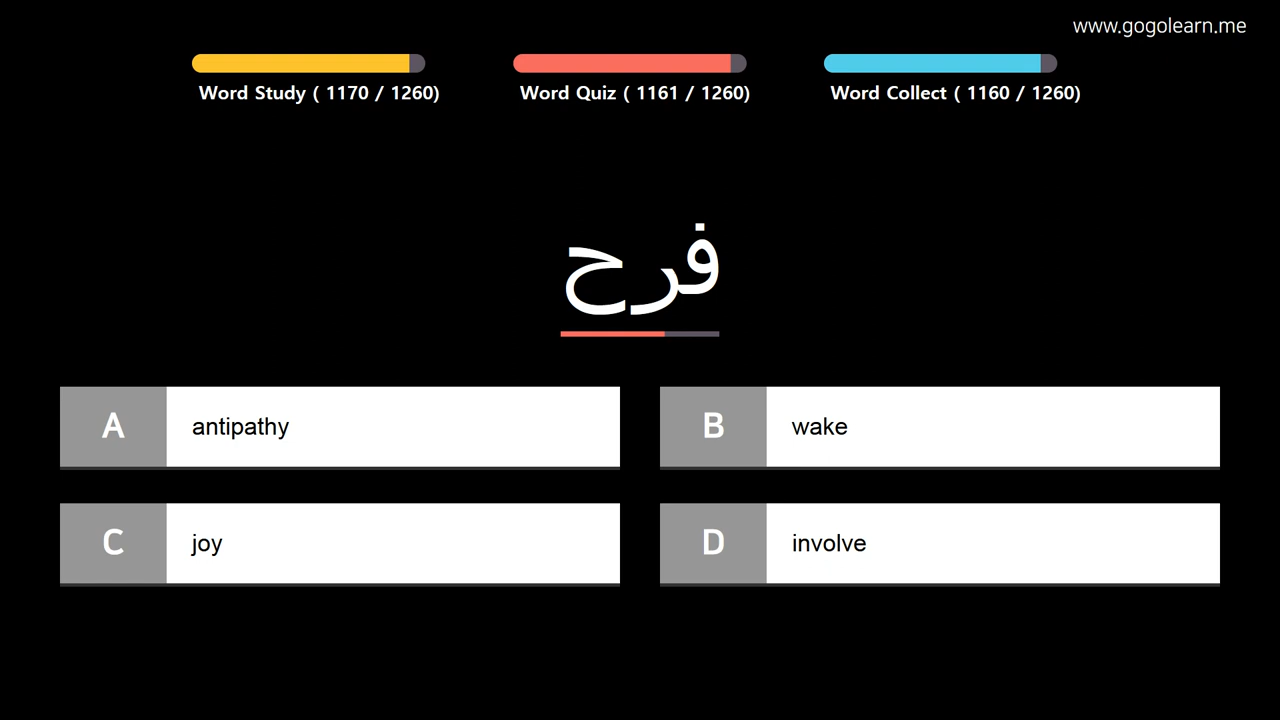 www.gogolearn.me
Word Study ( 1170 / 1260)
Word Quiz ( 1161 / 1260)
Word Collect ( 1160 / 1260)
فرح
A antipathy
B wake
C joy
D involve